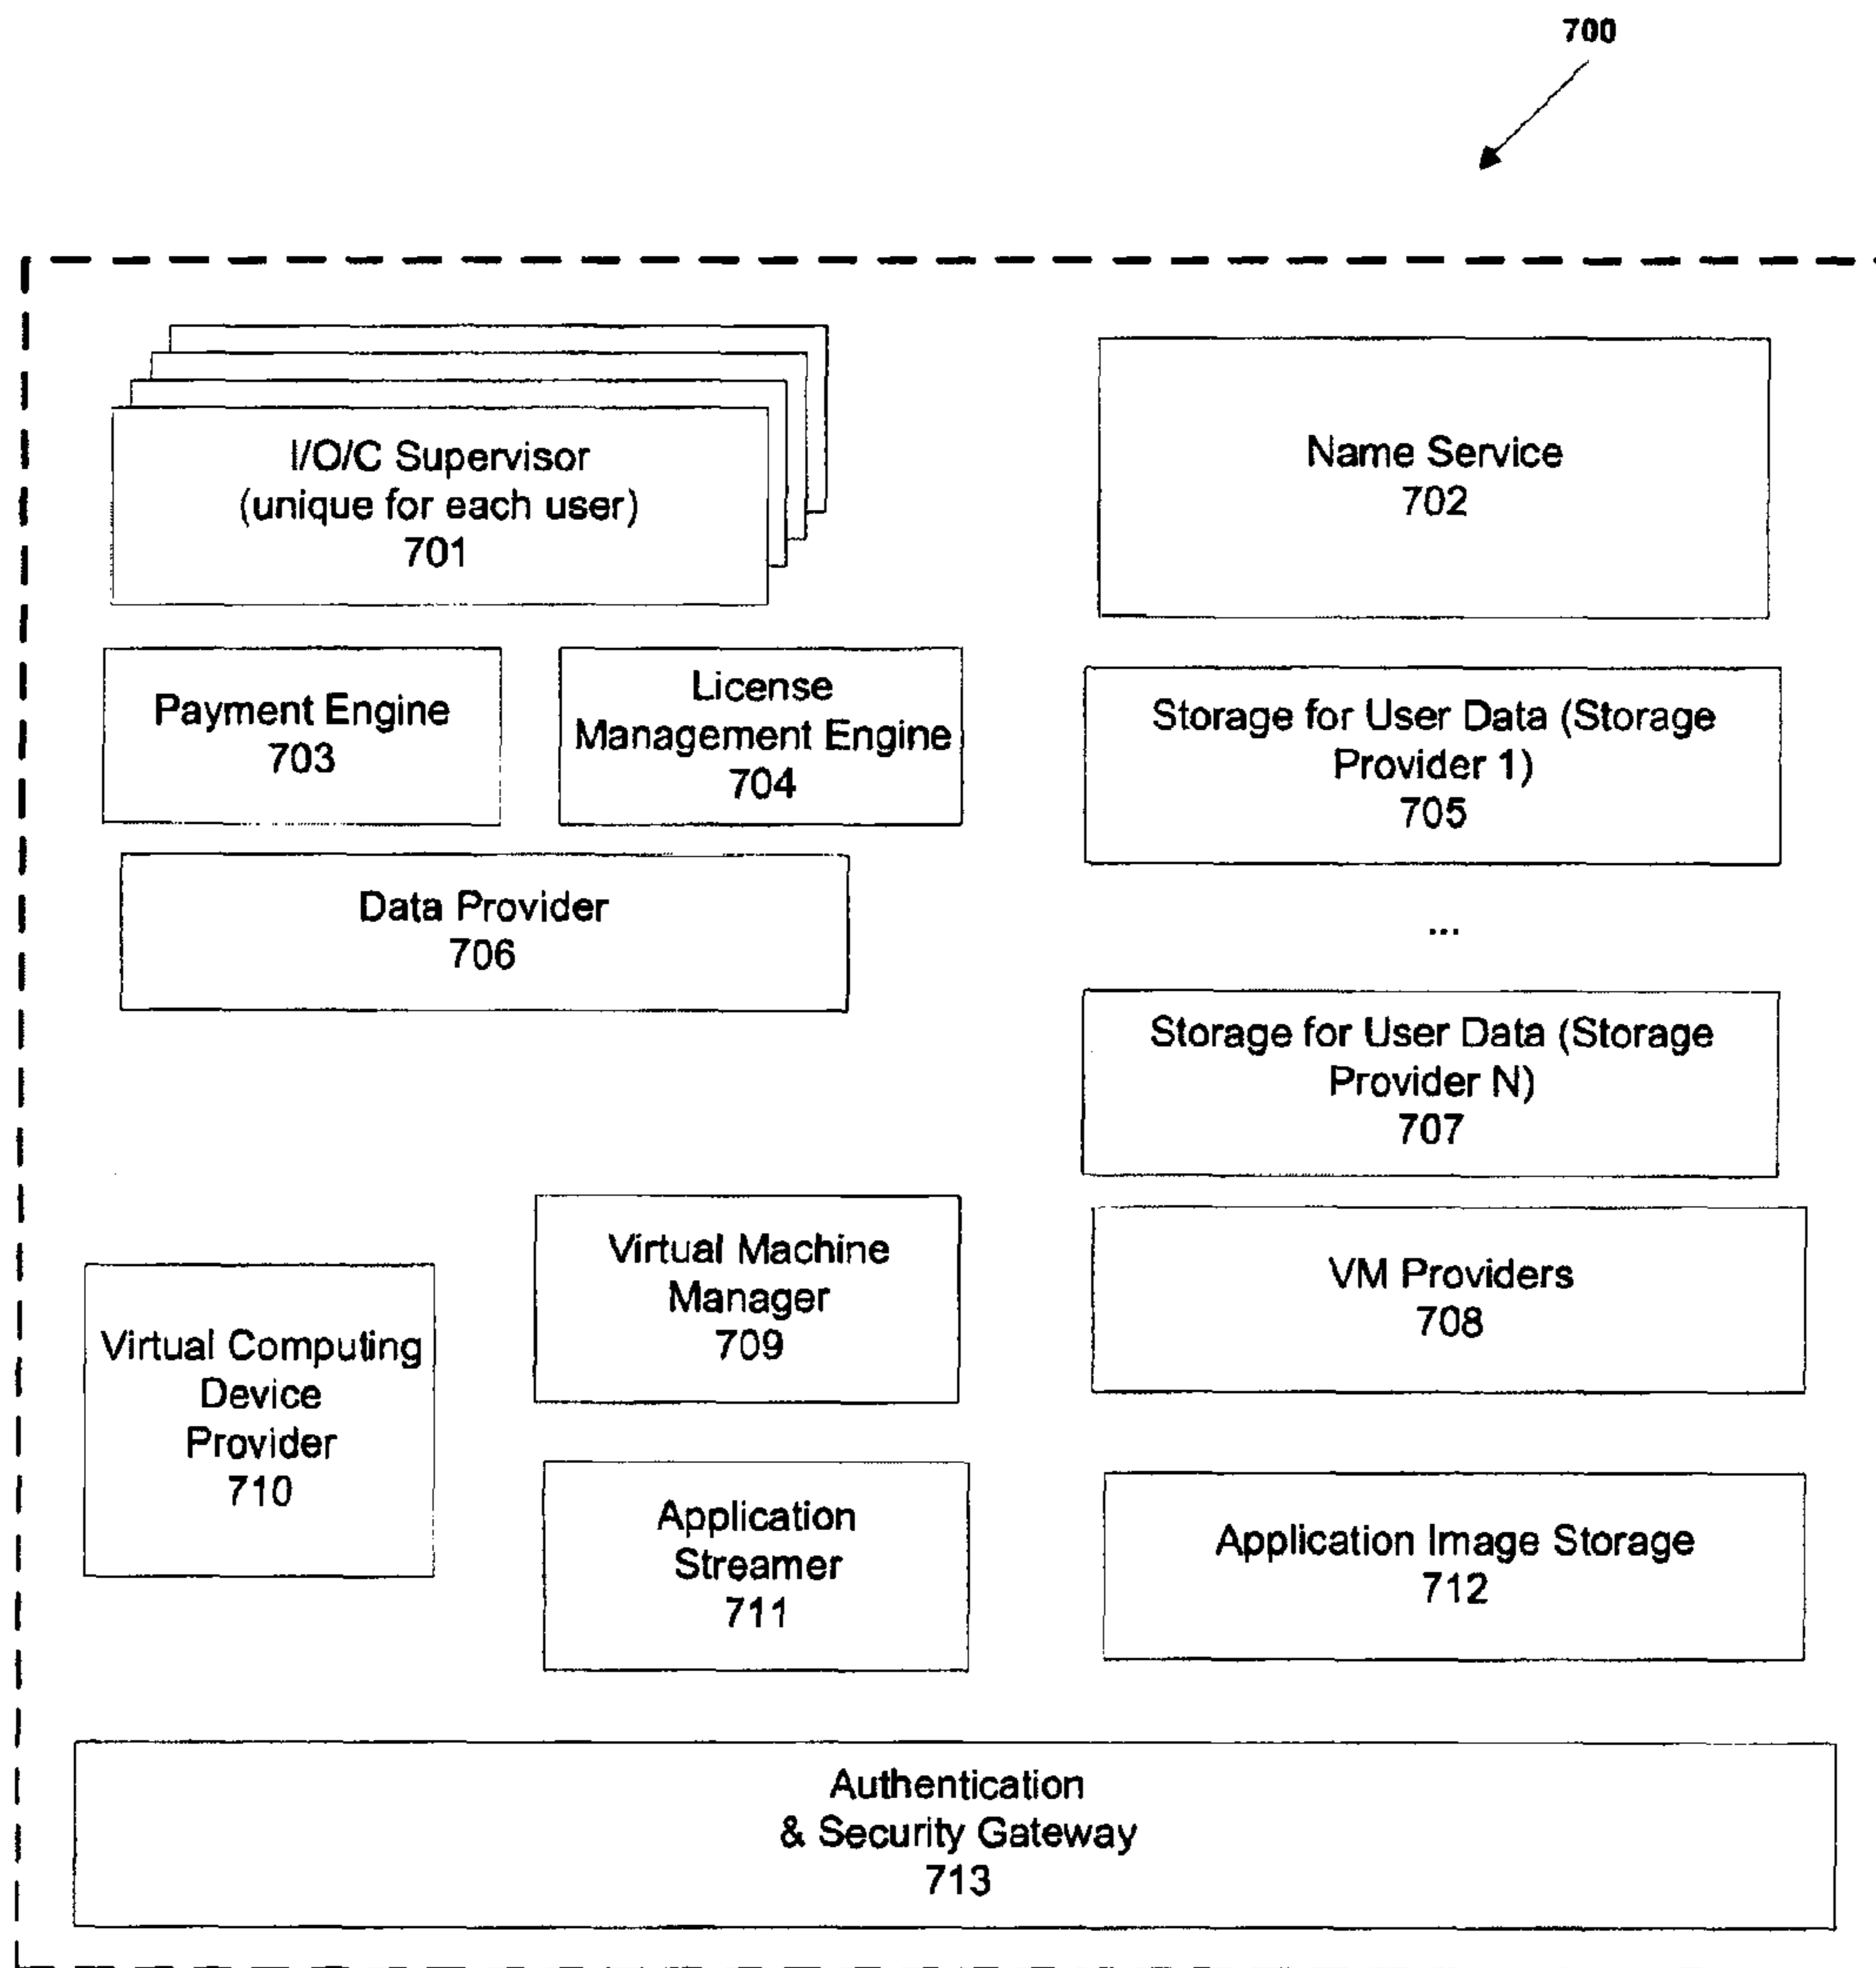 700
I/O/C Supervisor
(unique for each user)
701
Name Service
702
Payment Engine
703
License
Management Engine
704
Storage for User Data (Storage
Provider 1)
705
Data Provider
706
...
Storage for User Data (Storage
Provider N)
707
Virtual Machine
Manager
709
VM Providers
708
Virtual Computing
Device
Provider
710
Application
Streamer
711
Application Image Storage
712
Authentication
& Security Gateway
713